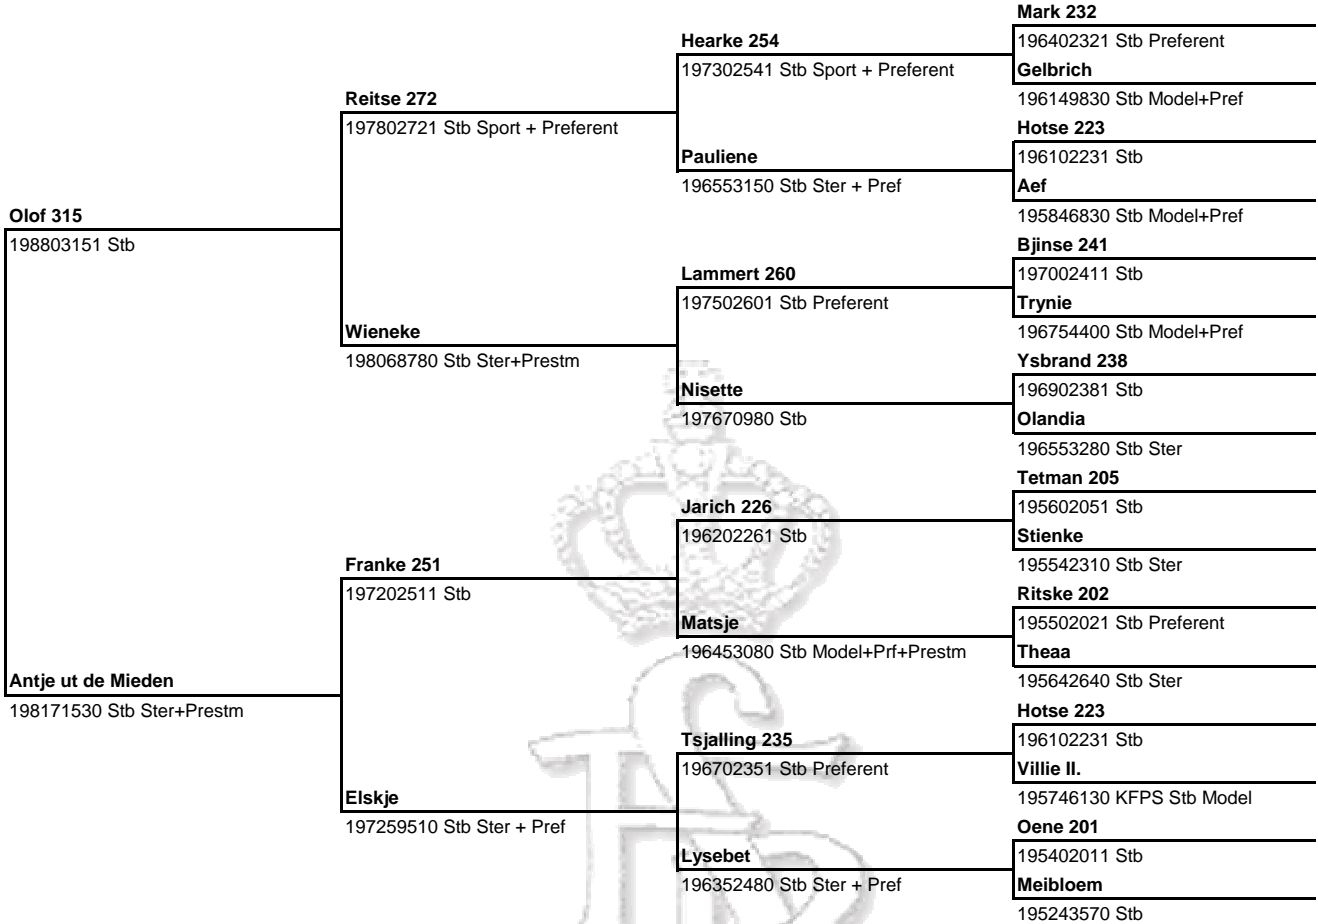 Mark 232
Hearke 254
196402321 Stb Preferent
197302541 Stb Sport + Preferent
Gelbrich
Reitse 272
196149830 Stb Model+Pref
197802721 Stb Sport + Preferent
Hotse 223
Pauliene
196102231 Stb
196553150 Stb Ster + Pref
Aef
Olof 315
195846830 Stb Model+Pref
198803151 Stb
Bjinse 241
Lammert 260
197002411 Stb
197502601 Stb Preferent
Trynie
Wieneke
196754400 Stb Model+Pref
198068780 Stb Ster+Prestm
Ysbrand 238
Nisette
196902381 Stb
197670980 Stb
Olandia
196553280 Stb Ster
Tetman 205
Jarich 226
195602051 Stb
196202261 Stb
Stienke
Franke 251
195542310 Stb Ster
197202511 Stb
Ritske 202
Matsje
195502021 Stb Preferent
196453080 Stb Model+Prf+Prestm
Theaa
Antje ut de Mieden
195642640 Stb Ster
198171530 Stb Ster+Prestm
Hotse 223
Tsjalling 235
196102231 Stb
196702351 Stb Preferent
Villie II.
Elskje
195746130 KFPS Stb Model
197259510 Stb Ster + Pref
Oene 201
Lysebet
195402011 Stb
196352480 Stb Ster + Pref
Meibloem
195243570 Stb